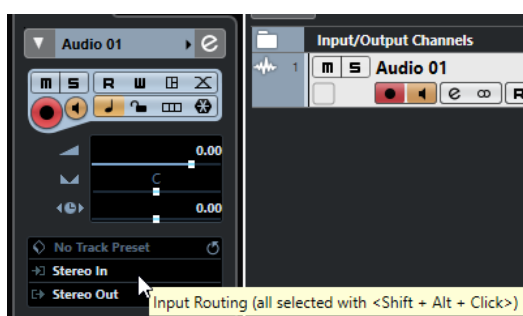 Audio 01
m S R W
0.00
C
0.00
No Track Preset
Stereo In
Stereo Out
Input/Output Channels
1 m S Audio 01
e R
Input Routing (all selected with <Shift + Alt + Click>)